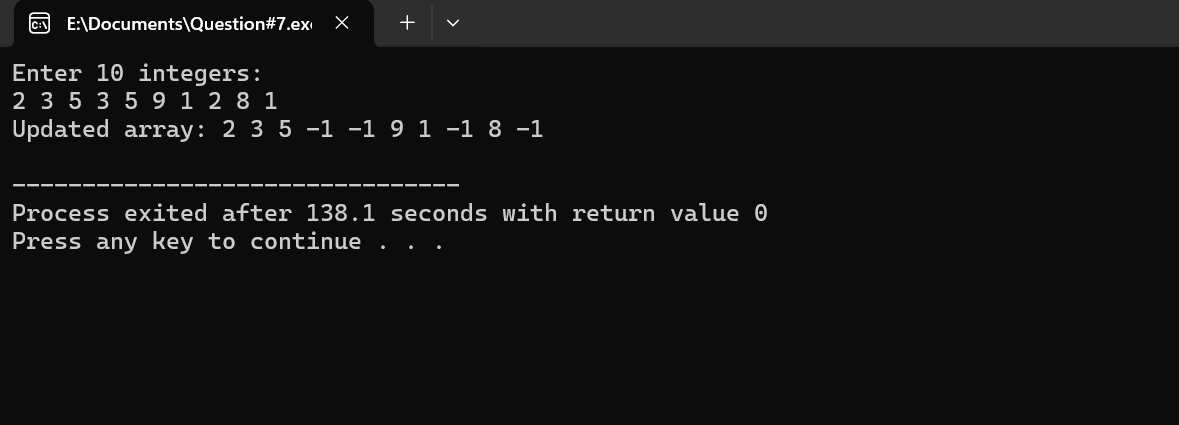 E:\Documents\Question#7.exe
Enter 10 integers:
2 3 5 3 5 9 1 2 8 1
Updated array: 2 3 5 -1 -1 9 1 -1 8 -1
--------------------------------
Process exited after 138.1 seconds with return value 0
Press any key to continue . . .